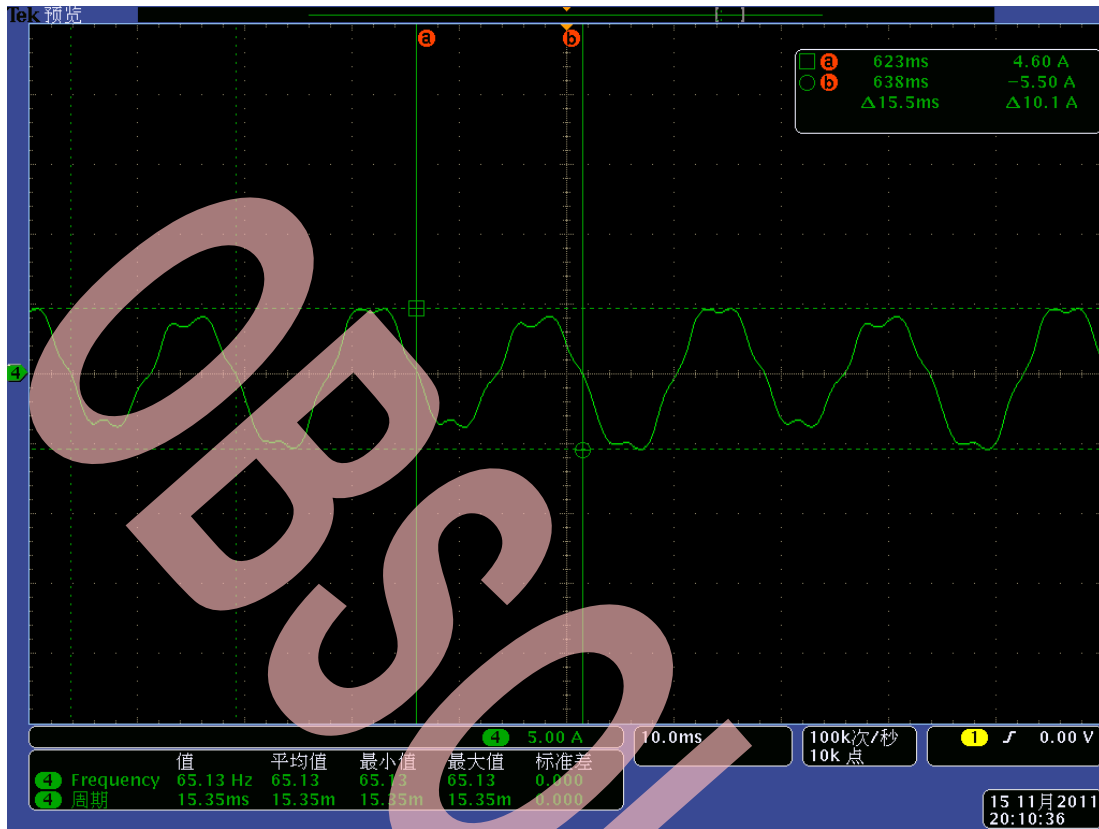 Tek 预览
a b
a 623ms 4.60 A
b 638ms −5.50 A
Δ15.5ms Δ10.1 A
4
4 5.00 A 10.0ms 100k次/秒 1 0.00 V
10k 点
值 平均值 最小值 最大值 标准差
4 Frequency 65.13 Hz 65.13 65.13 65.13 0.000
4 周期 15.35ms 15.35m 15.35m 15.35m 0.000
15 11月2011
20:10:36
OBSO